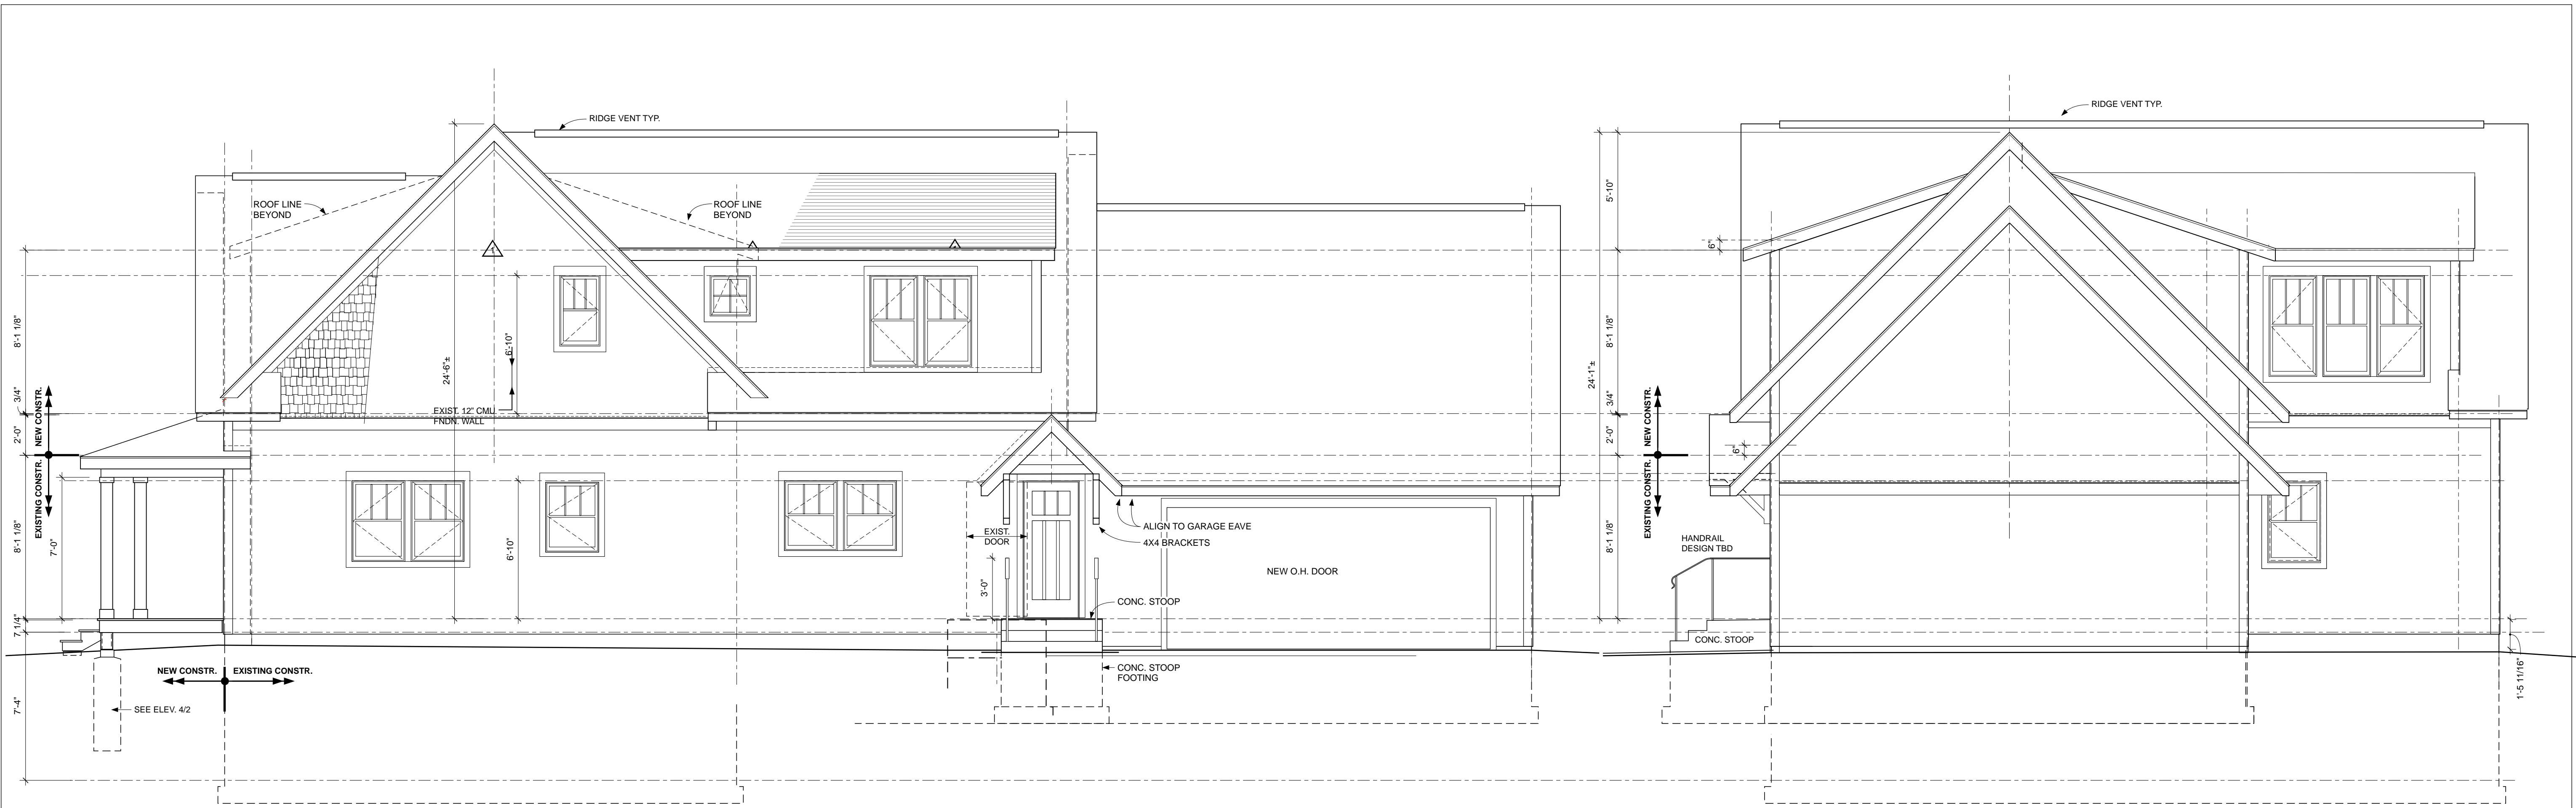 RIDGE VENT TYP.
ROOF LINE
BEYOND
ROOF LINE
BEYOND
1
8'-1 1/8"
3/4"
2'-0"
8'-1 1/8"
7 1/4"
7'-4"
NEW CONSTR.
EXISTING CONSTR.
7'-0"
24'-6"±
6'-10"
6'-10"
EXIST. 12" CMU
FNDN. WALL
EXIST.
DOOR
3'-0"
ALIGN TO GARAGE EAVE
4X4 BRACKETS
NEW O.H. DOOR
CONC. STOOP
CONC. STOOP
FOOTING
NEW CONSTR.
EXISTING CONSTR.
SEE ELEV. 4/2
RIDGE VENT TYP.
5'-10"
8'-1 1/8"
24'-1"±
3/4"
2'-0"
8'-1 1/8"
NEW CONSTR.
EXISTING CONSTR.
6"
6"
HANDRAIL
DESIGN TBD
CONC. STOOP
1'-5 11/16"